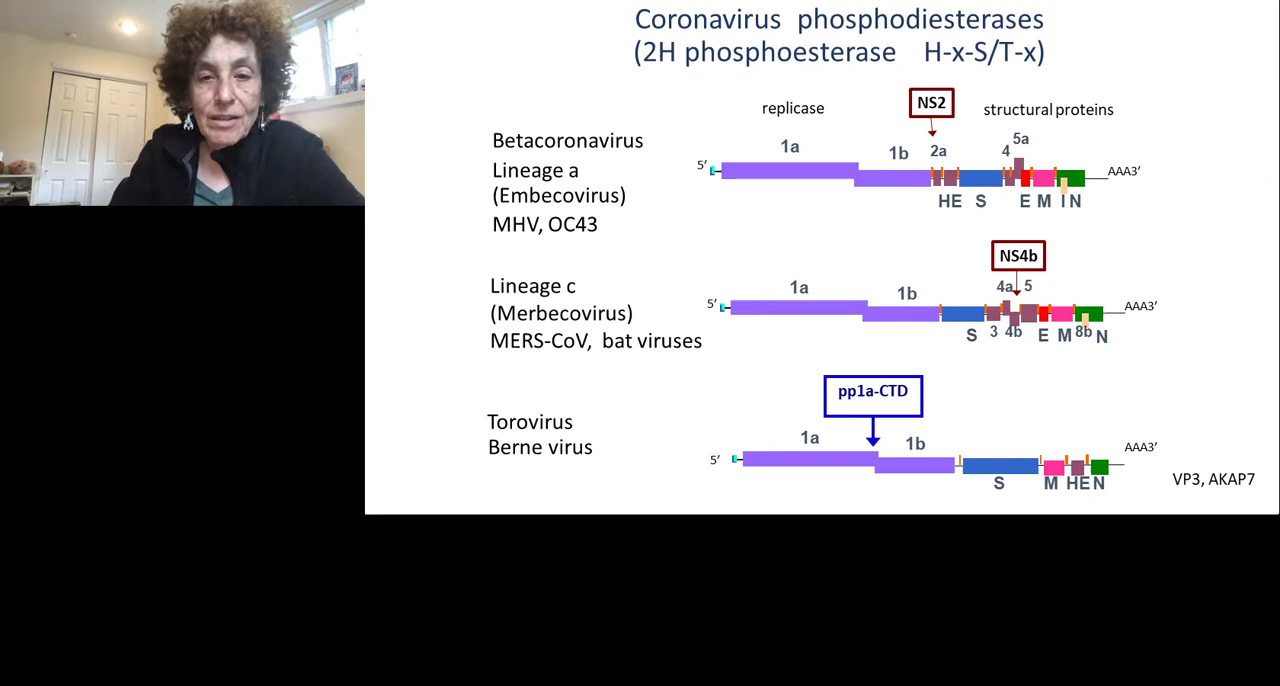 Coronavirus phosphodiesterases
(2H phosphoesterase H-x-S/T-x)
replicase
NS2
structural proteins
Betacoronavirus
Lineage a
(Embecovirus)
MHV, OC43
5’ 1a 1b 2a 4 5a AAA3’
HE S E M I N
NS4b
Lineage c
(Merbecovirus)
MERS-CoV, bat viruses
5’ 1a 1b 4a 5 AAA3’
S 3 4b E M 8b N
pp1a-CTD
Torovirus
Berne virus
5’ 1a 1b AAA3’
S M HE N
VP3, AKAP7